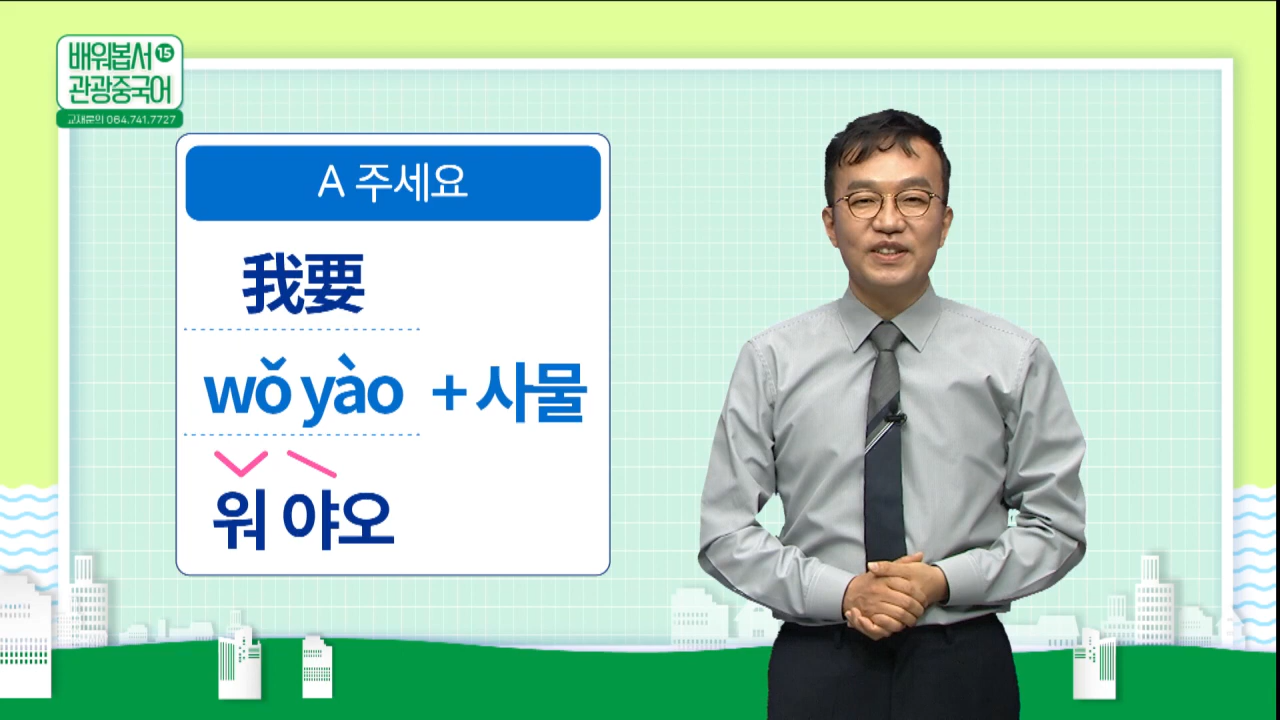 배워봅서 15
관광중국어
교재문의 064.741.7727
A 주세요
我要
wǒ yào + 사물
워 야오